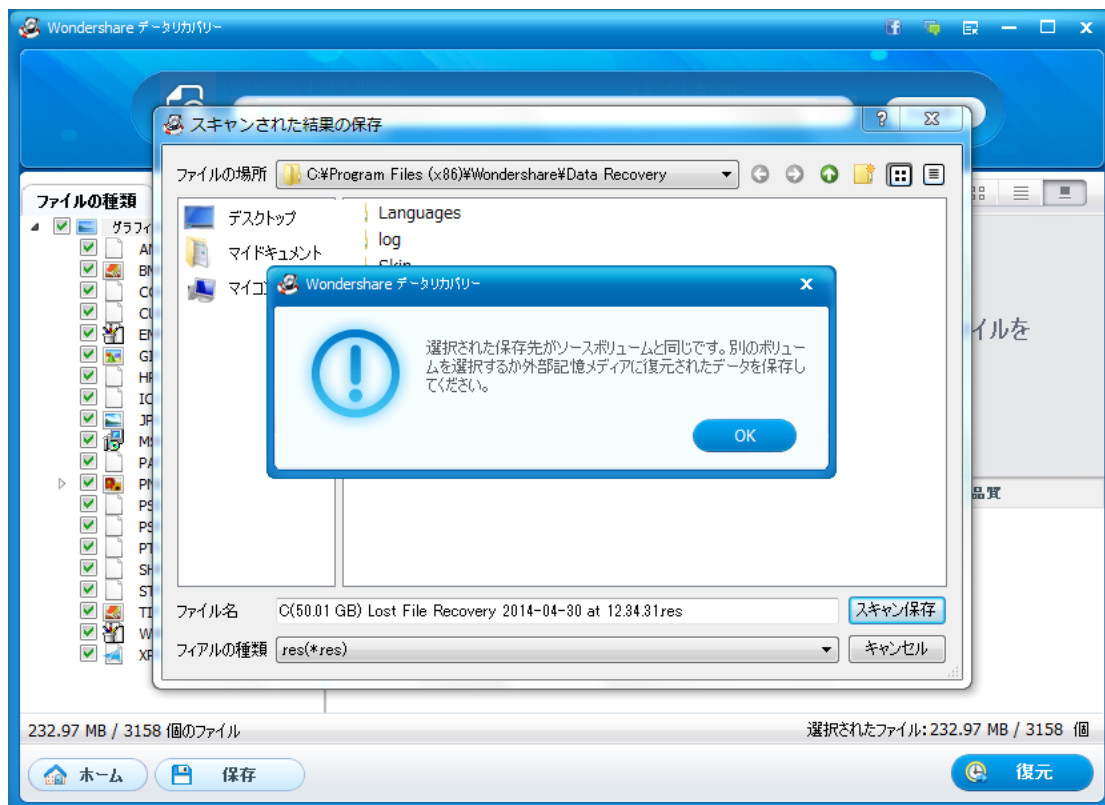 Wondershare データリカバリー
スキャンされた結果の保存
ファイルの場所 C:¥Program Files (x86)¥Wondershare¥Data Recovery
ファイルの種類
デスクトップ
マイドキュメント
Languages
log
Skin
Wondershare データリカバリー
選択された保存先がソースボリュームと同じです。別のボリュー
ムを選択するか外部記憶メディアに復元されたデータを保存し
てください。
OK
イルを
品質
ファイル名 C(50.01 GB) Lost File Recovery 2014-04-30 at 12.34.31res スキャン保存
フィアルの種類 res(*res) キャンセル
232.97 MB / 3158 個のファイル
選択されたファイル: 232.97 MB / 3158 個
ホーム 保存 復元